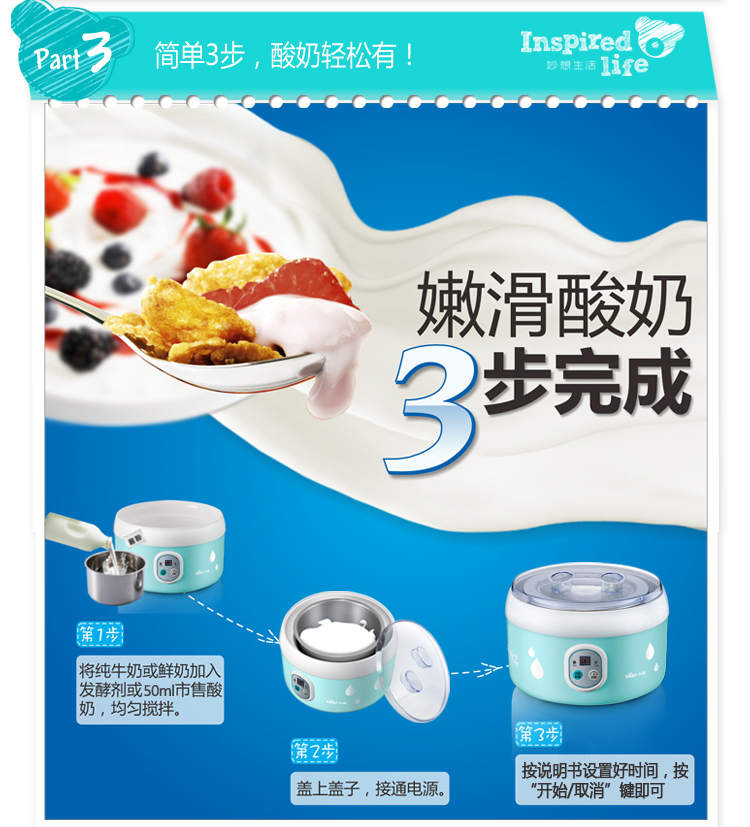 Part 3
简单3步，酸奶轻松有！
Inspired
妙想生活 life
嫩滑酸奶
3步完成
第1步
将纯牛奶或鲜奶加入
发酵剂或50ml市售酸
奶，均匀搅拌。
第2步
盖上盖子，接通电源。
第3步
按说明书设置好时间，按
“开始/取消”键即可